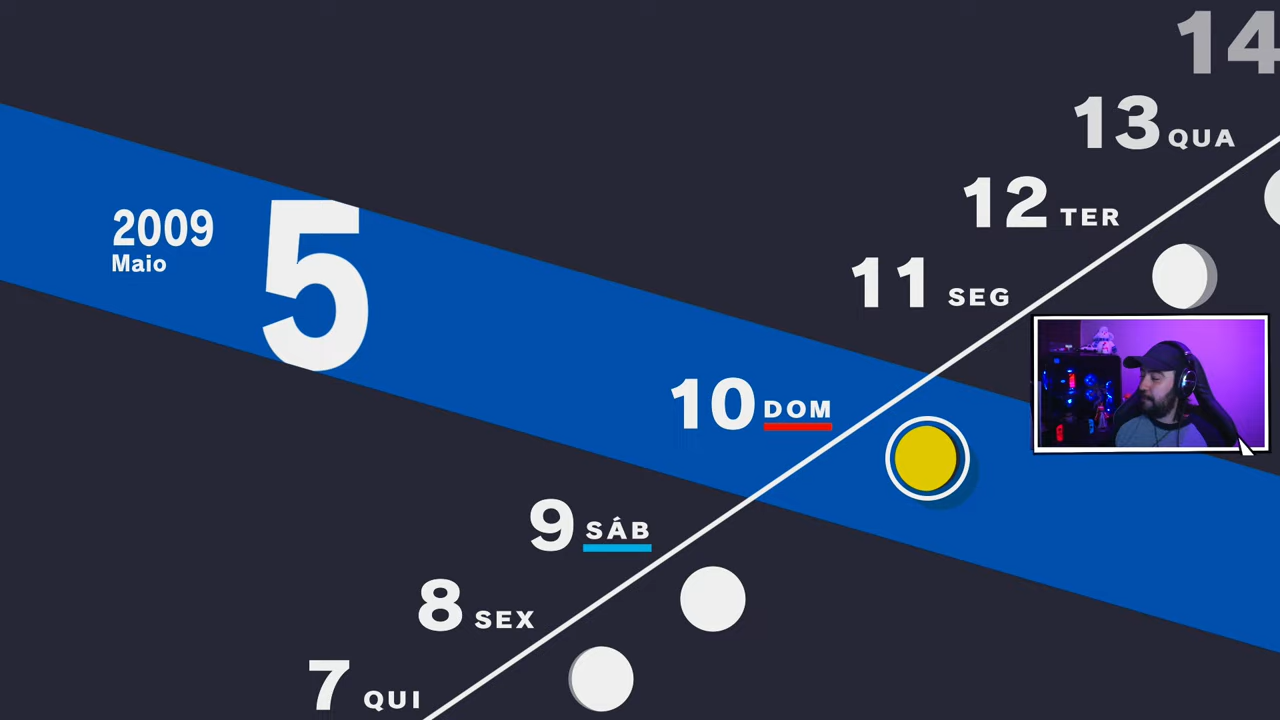 14
13 QUA
12 TER
2009
Maio
5
11 SEG
10 DOM
9 SÁB
8 SEX
7 QUI